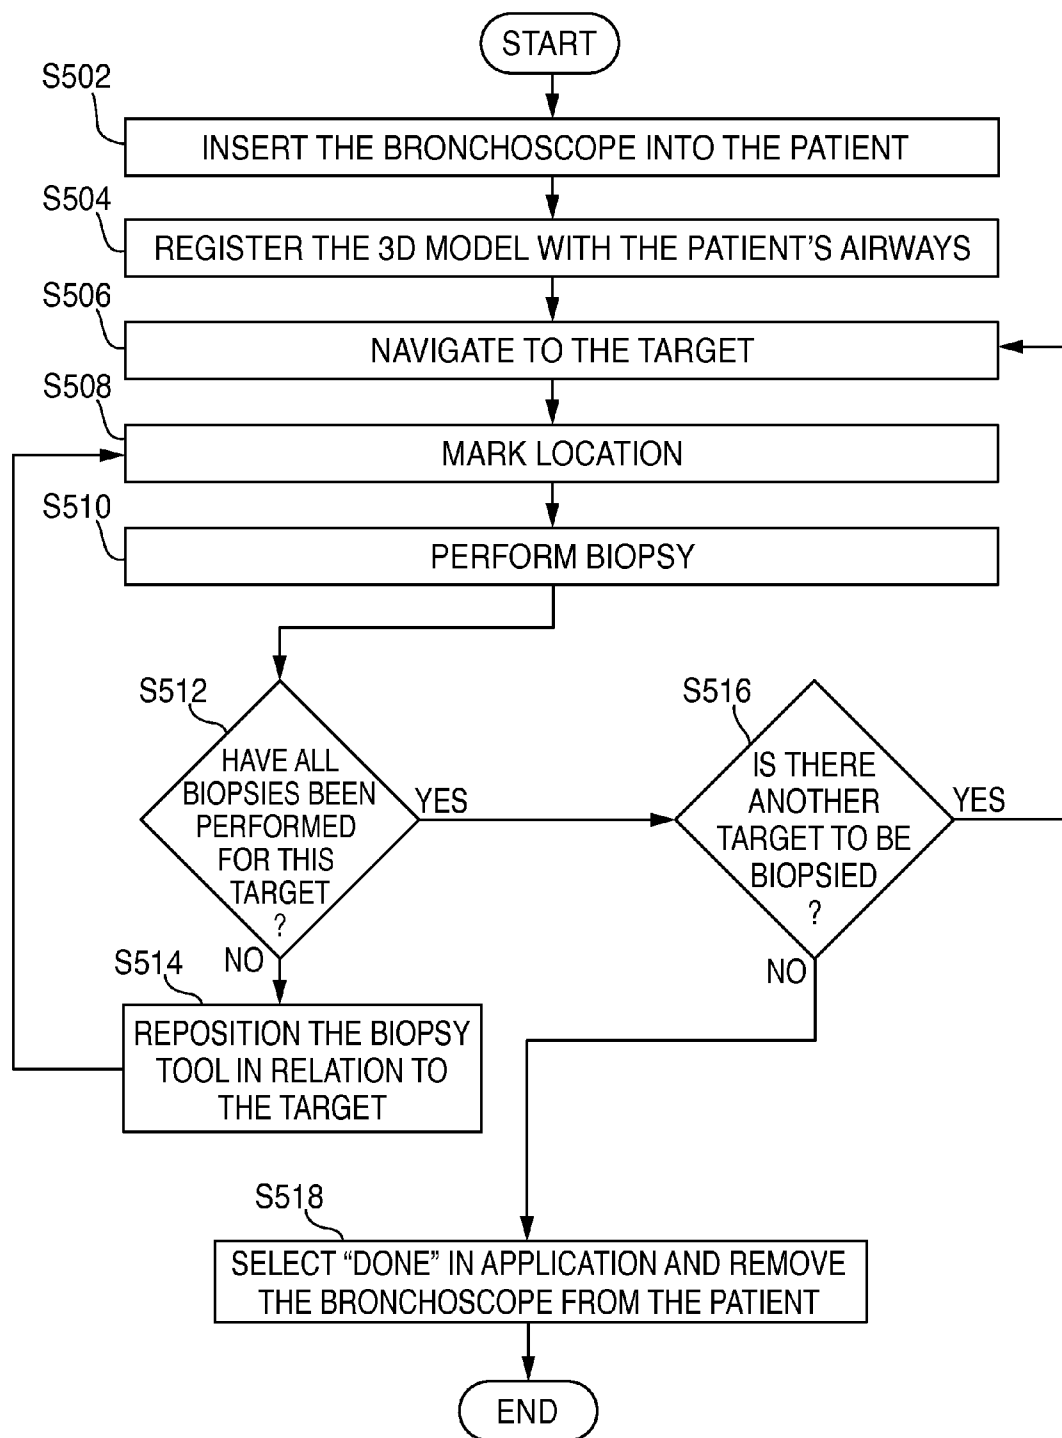 START
S502
INSERT THE BRONCHOSCOPE INTO THE PATIENT
S504
REGISTER THE 3D MODEL WITH THE PATIENT'S AIRWAYS
S506
NAVIGATE TO THE TARGET
S508
MARK LOCATION
S510
PERFORM BIOPSY
S512
HAVE ALL
BIOPSIES BEEN
PERFORMED
FOR THIS
TARGET
?
YES
NO
S516
IS THERE
ANOTHER
TARGET TO BE
BIOPSIED
?
YES
NO
S514
REPOSITION THE BIOPSY
TOOL IN RELATION TO
THE TARGET
S518
SELECT “DONE” IN APPLICATION AND REMOVE
THE BRONCHOSCOPE FROM THE PATIENT
END